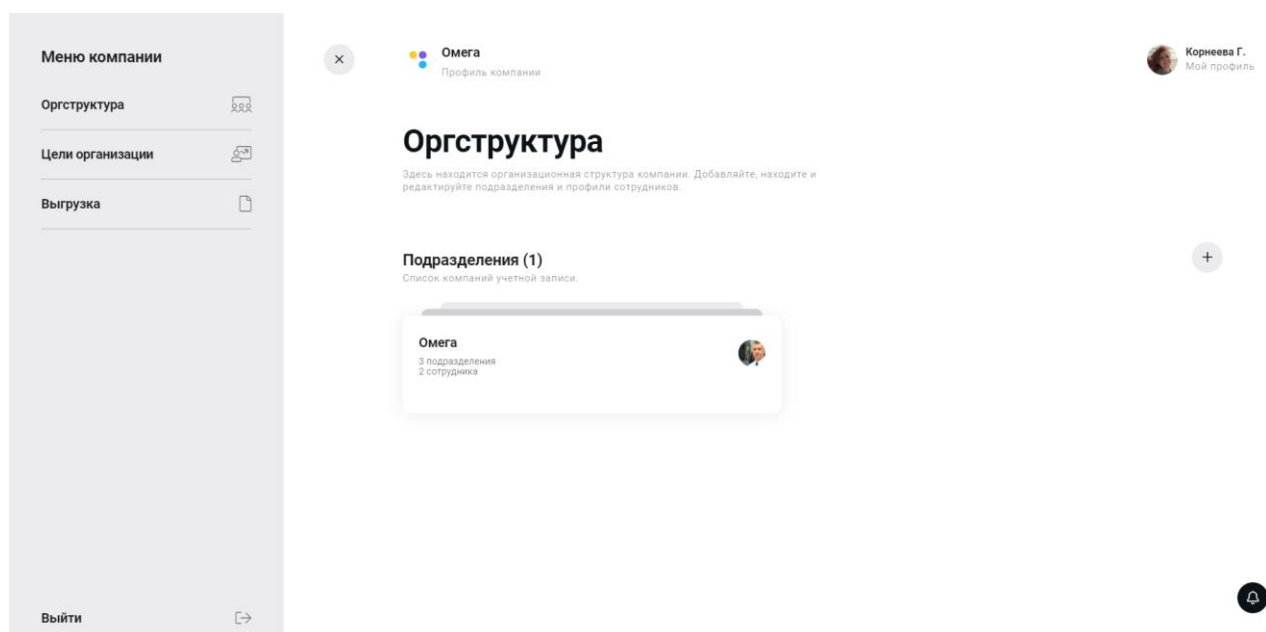 Меню компании
Оргструктура
Цели организации
Выгрузка
Выйти
Омега
Профиль компании
Корнеева Г.
Мой профиль
Оргструктура
Здесь находится организационная структура компании. Добавляйте, находите и
редактируйте подразделения и профили сотрудников.
Подразделения (1)
Список компаний учетной записи.
Омега
3 подразделения
2 сотрудника